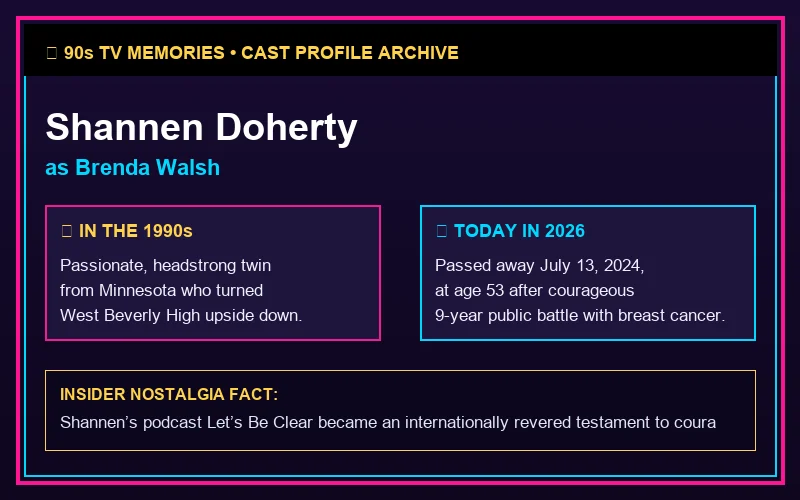 90s TV MEMORIES • CAST PROFILE ARCHIVE
Shannen Doherty
as Brenda Walsh
IN THE 1990s
Passionate, headstrong twin
from Minnesota who turned
West Beverly High upside down.
TODAY IN 2026
Passed away July 13, 2024,
at age 53 after courageous
9-year public battle with breast cancer.
INSIDER NOSTALGIA FACT:
Shannen’s podcast Let’s Be Clear became an internationally revered testament to coura